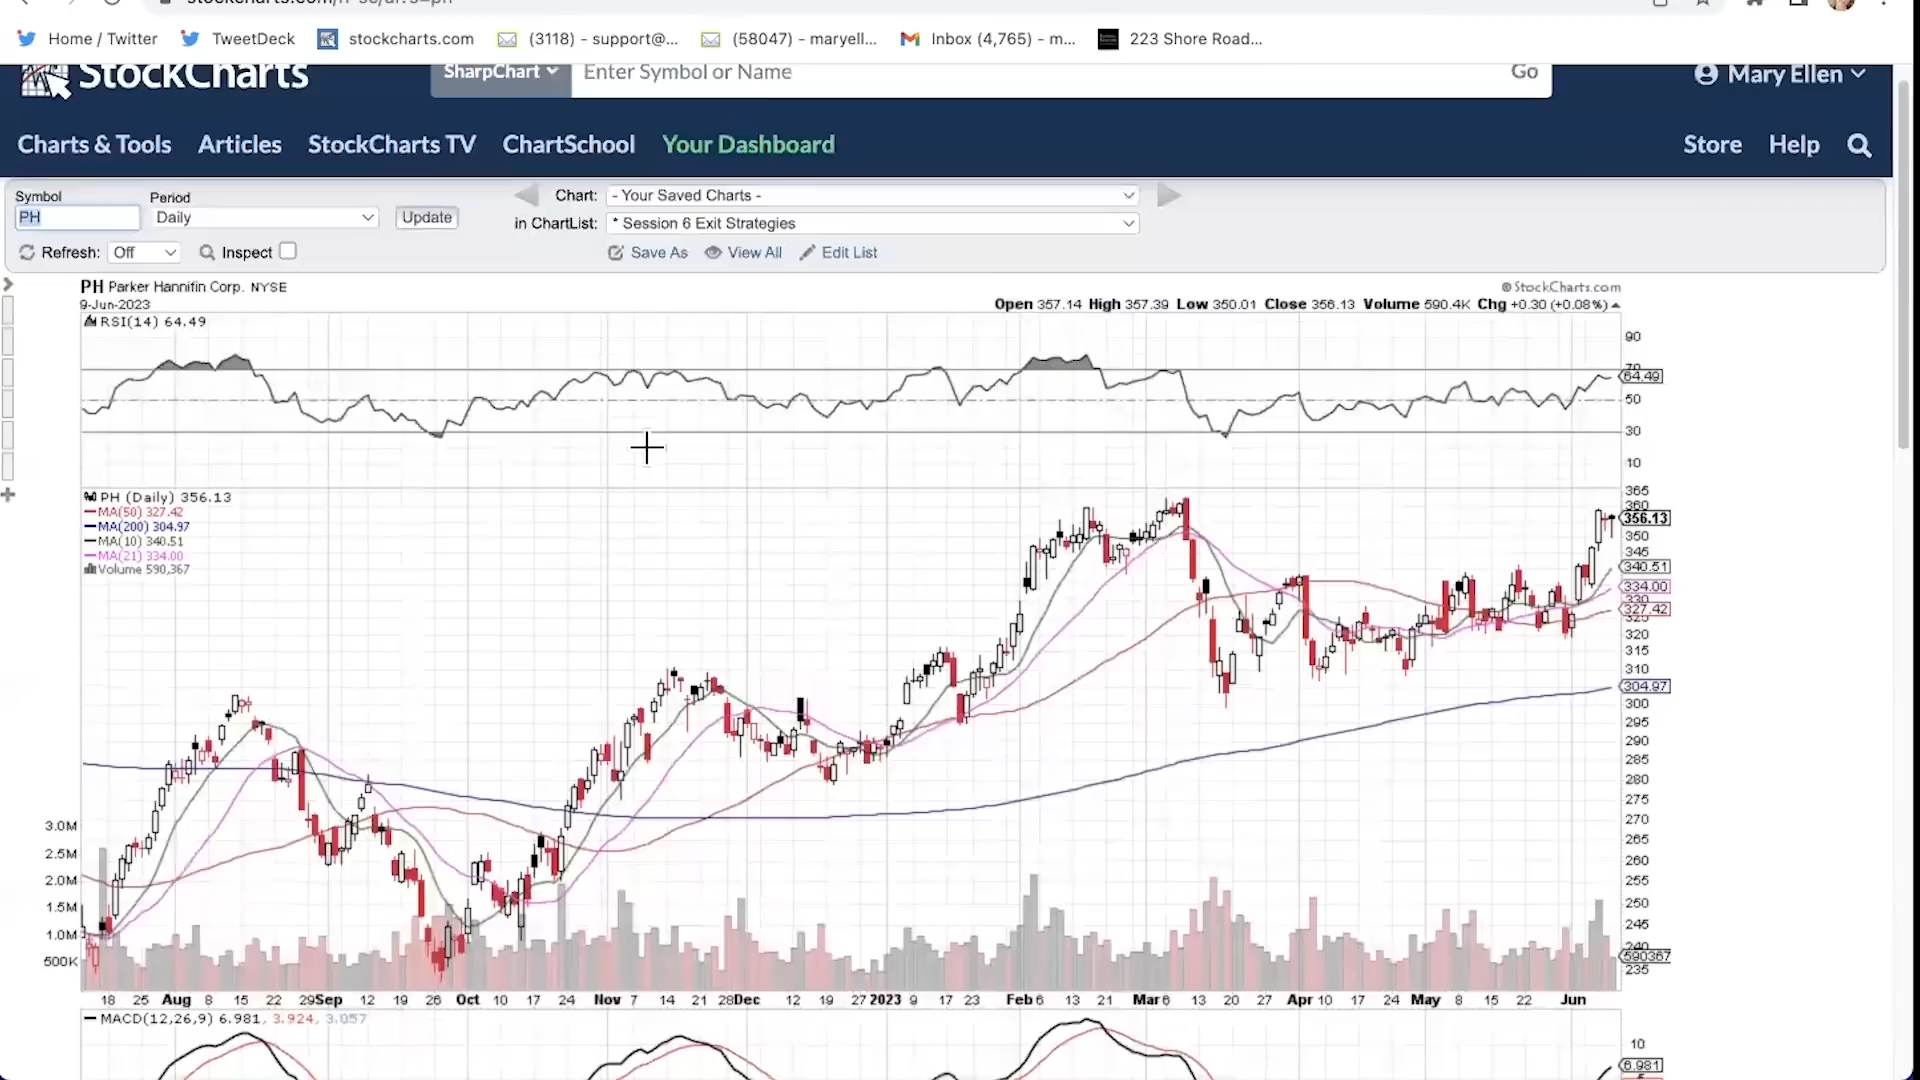 Home / Twitter TweetDeck stockcharts.com (3118) - support@... (58047) - maryell... Inbox (4,765) - m... 223 Shore Road...
StockCharts SharpChart Enter Symbol or Name Go Mary Ellen
Charts & Tools Articles StockCharts TV ChartSchool Your Dashboard Store Help
Symbol Period Chart: - Your Saved Charts -
PH Daily Update in ChartList: * Session 6 Exit Strategies
Refresh: Off Inspect Save As View All Edit List
PH Parker Hannifin Corp. NYSE © StockCharts.com
9-Jun-2023 Open 357.14 High 357.39 Low 350.01 Close 356.13 Volume 590.4K Chg +0.30 (+0.08%)
RSI(14) 64.49
90
70
64.49
50
30
10
PH (Daily) 356.13
MA(50) 327.42
MA(200) 304.97
MA(10) 340.51
MA(21) 334.00
Volume 590,367
365
360
356.13
350
345
340.51
334.00
330
327.42
325
320
315
310
304.97
300
295
290
285
280
275
270
265
260
255
250
245
240
590367
235
3.0M
2.5M
2.0M
1.5M
1.0M
500K
18 25 Aug 8 15 22 29 Sep 12 19 26 Oct 10 17 24 Nov 7 14 21 28 Dec 12 19 27 2023 9 17 23 Feb 6 13 21 Mar 6 13 20 27 Apr 10 17 24 May 8 15 22 Jun
MACD(12,26,9) 6.981, 3.924, 3.057
10
6.981